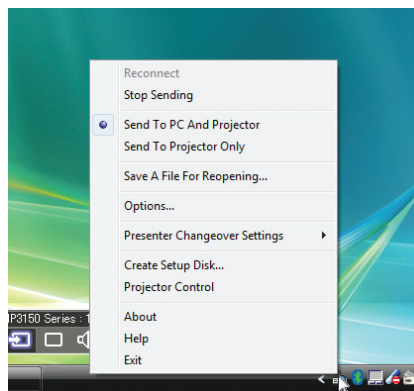 Reconnect
Stop Sending
Send To PC And Projector
Send To Projector Only
Save A File For Reopening...
Options...
Presenter Changeover Settings
Create Setup Disk...
Projector Control
About
Help
Exit
P3150 Series : 1